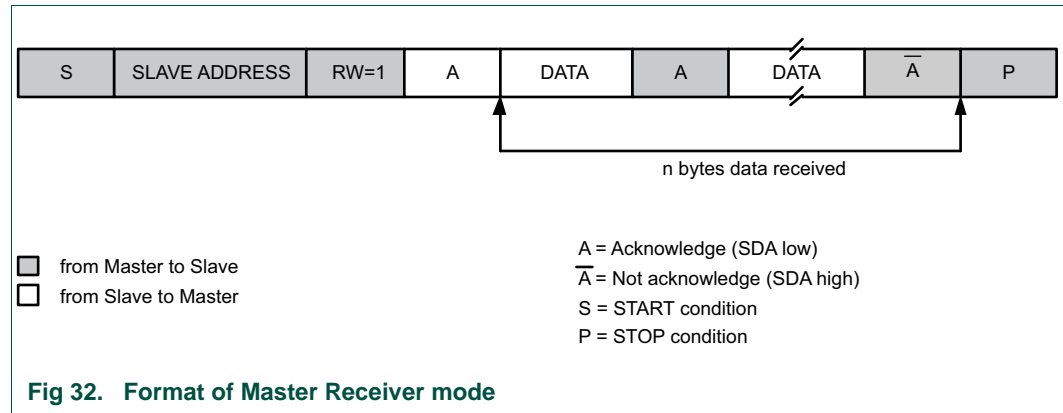 S SLAVE ADDRESS RW=1 A DATA A DATA A̅ P
n bytes data received
from Master to Slave
from Slave to Master
A = Acknowledge (SDA low)
A̅ = Not acknowledge (SDA high)
S = START condition
P = STOP condition
Fig 32. Format of Master Receiver mode